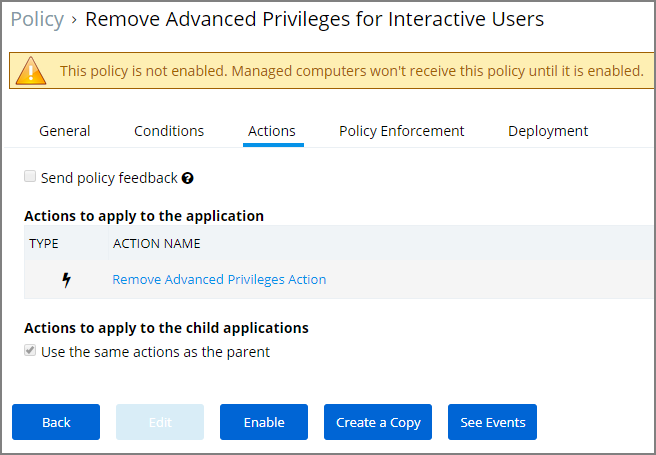 Policy › Remove Advanced Privileges for Interactive Users
This policy is not enabled. Managed computers won't receive this policy until it is enabled.
General Conditions Actions Policy Enforcement Deployment
Send policy feedback
Actions to apply to the application
TYPE ACTION NAME
Remove Advanced Privileges Action
Actions to apply to the child applications
Use the same actions as the parent
Back Edit Enable Create a Copy See Events